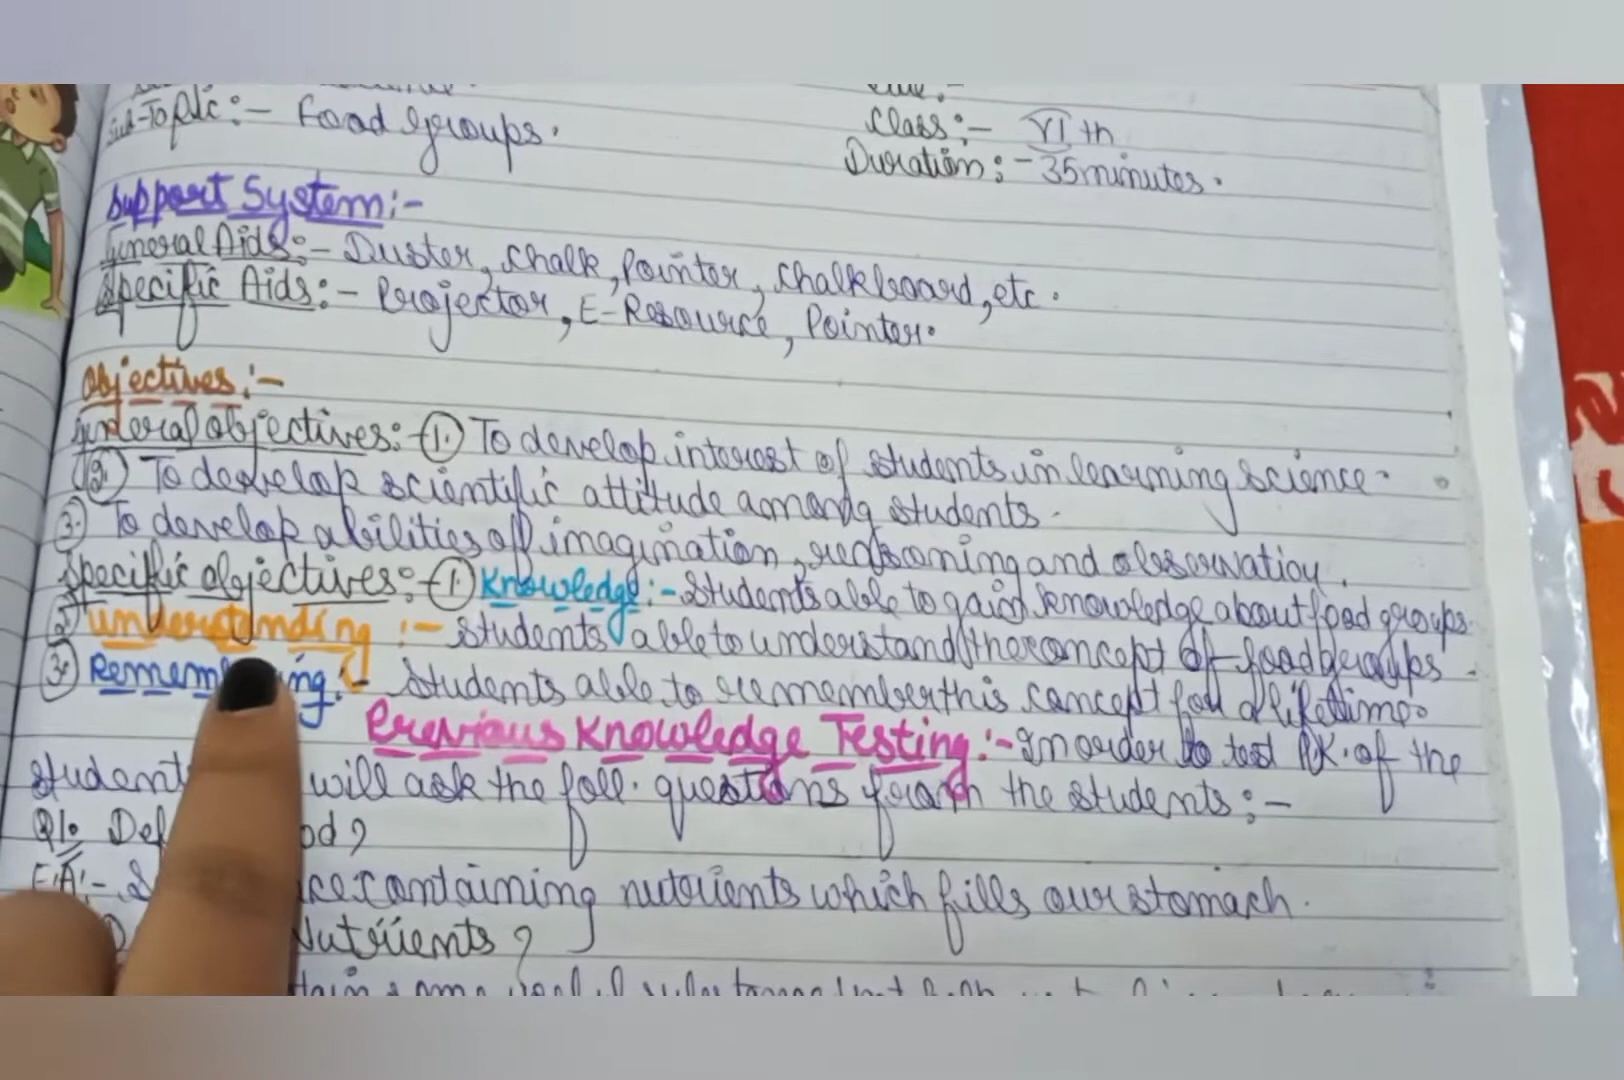 Sub-Topic:- Food groups.
Class:- VIth
Duration:- 35 minutes.
Support System:-
General Aids:- Duster, Chalk, Pointer, Chalkboard, etc.
Specific Aids:- Projector, E-Resource, Pointer.
Objectives:-
General objectives:- 1. To develop interest of students in learning science.
2. To develop scientific attitude among students.
3. To develop abilities of imagination, reasoning and observation.
Specific objectives:- 1. Knowledge:- Students able to gain knowledge about food groups.
2. Understanding:- Students able to understand the concept of food groups.
3. Remembering:- Students able to remember this concept for a lifetime.
Previous Knowledge Testing:- In order to test P.K. of the
students will ask the foll. questions from the students:-
Q1. Def od?
E.A:- S ce containing nutrients which fills our stomach.
Nutrients?